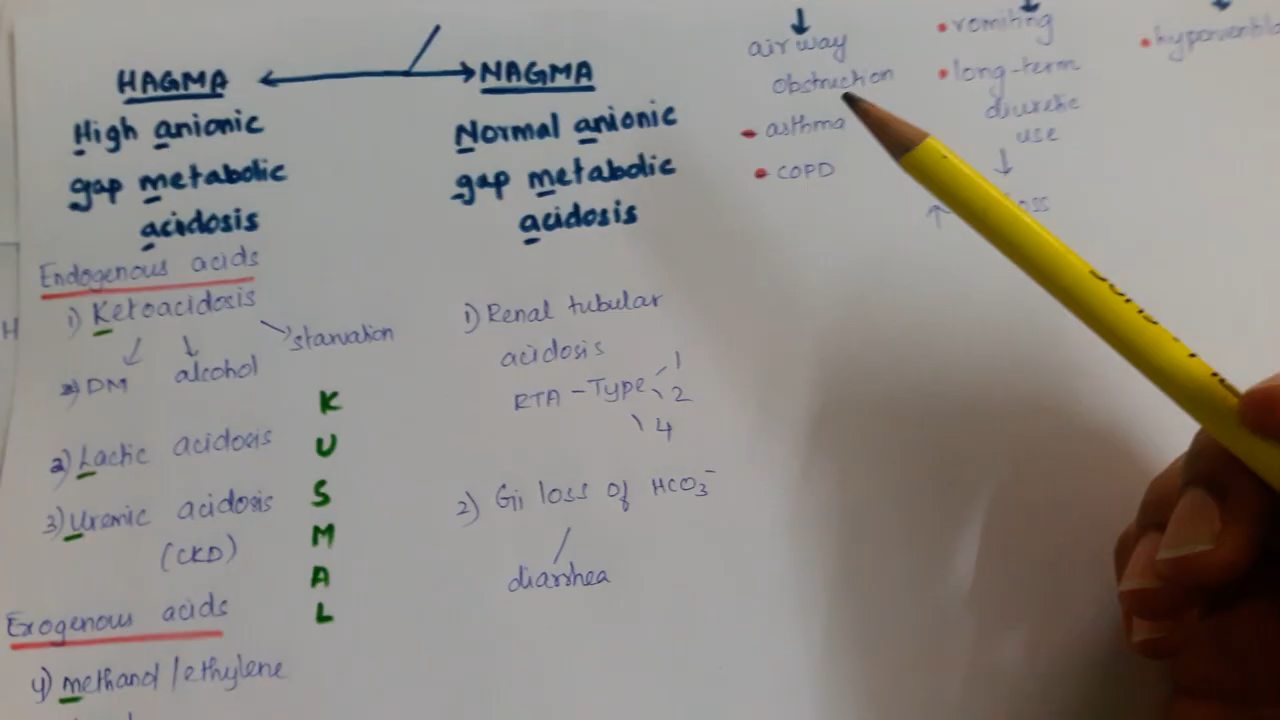 HAGMA
High anionic
gap metabolic
acidosis
Endogenous acids
1) Ketoacidosis
starvation
DM
alcohol
2) Lactic acidosis
3) Uremic acidosis
(CKD)
Exogenous acids
4) methanol / ethylene
K
U
S
M
A
L
NAGMA
Normal anionic
gap metabolic
acidosis
1) Renal tubular
acidosis
RTA - Type
1
2
4
2) GI loss of HCO3-
diarrhea
airway
obstruction
asthma
COPD
vomiting
long-term
diuretic
use
H